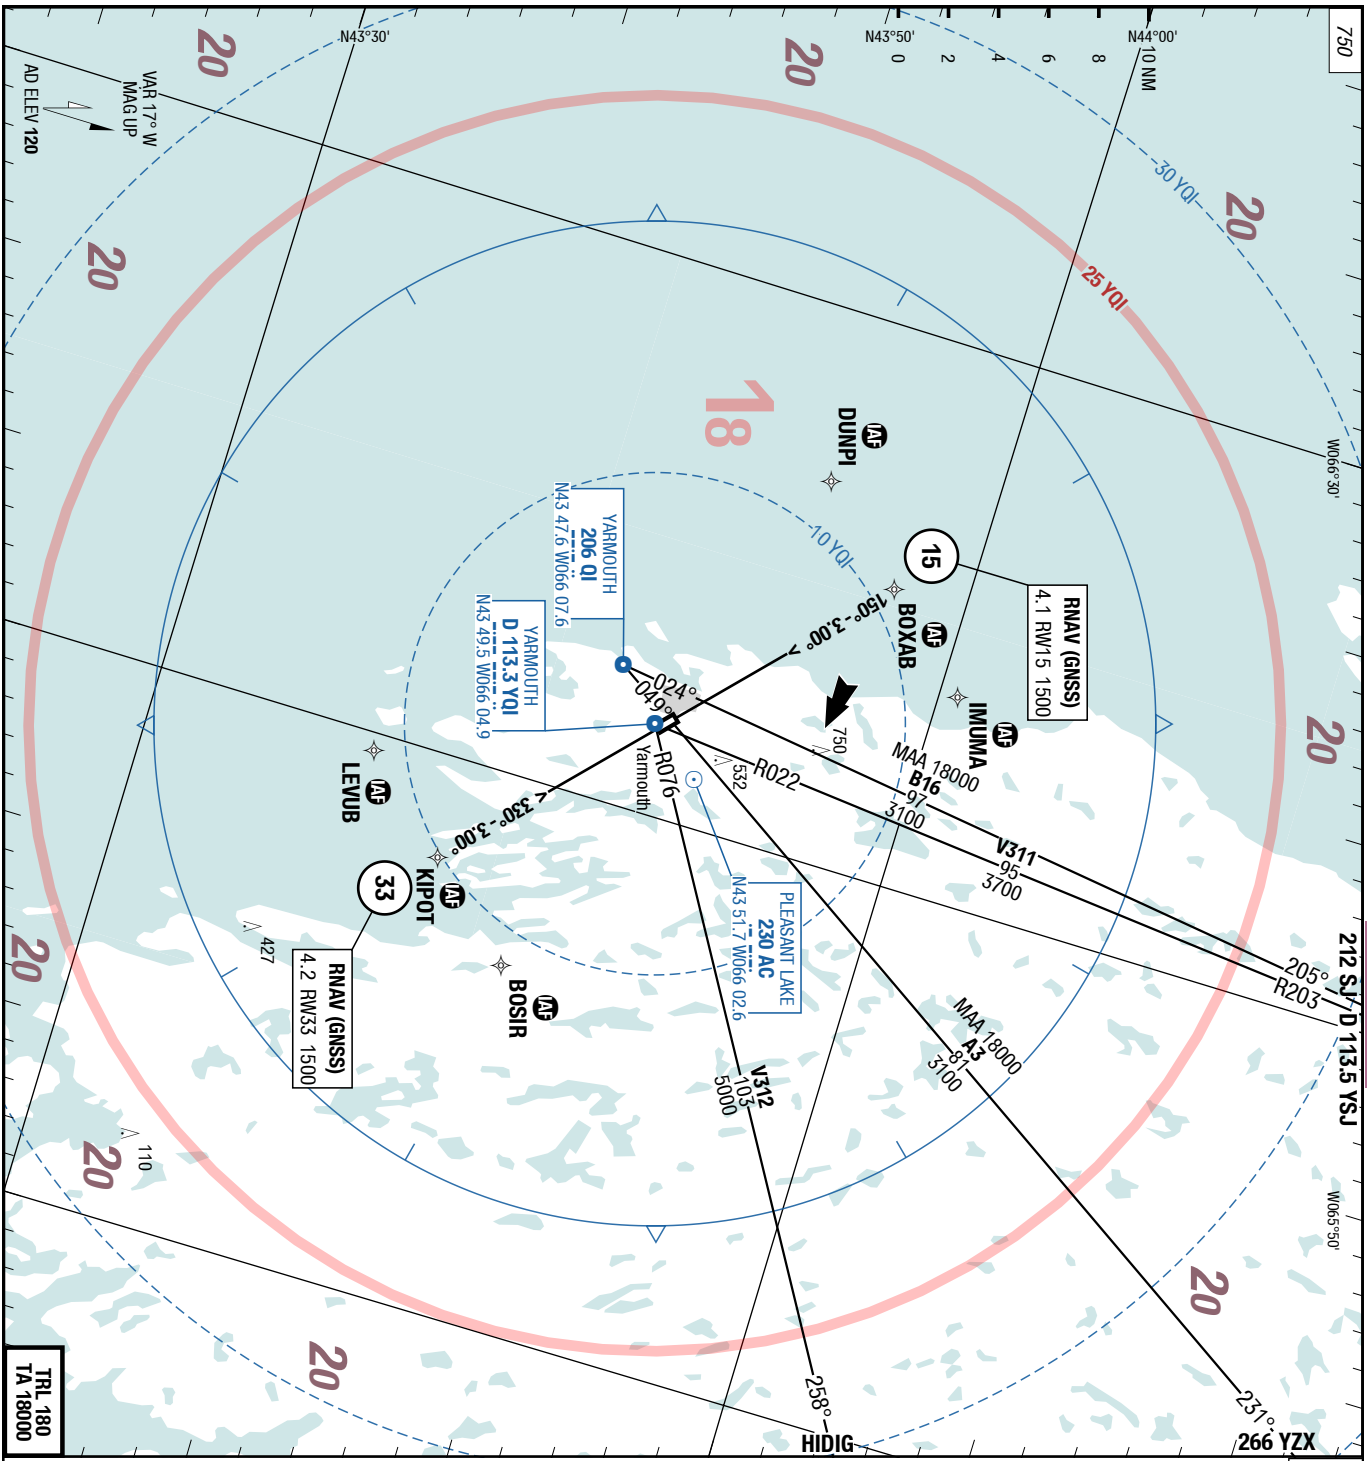 750
N43°30'
N43°50'
N44°00'
0
2
4
6
8
10 NM
VAR 17° W
MAG UP
AD ELEV 120
20
20
20
20
20
20
20
20
20
18
30 YQI
25 YQI
10 YQI
W066°30'
W065°50'
IAF
DUNPI
IAF
BOXAB
IAF
IMUMA
15
RNAV (GNSS)
4.1 RW15 1500
150°-3.00°
330°-3.00°
YARMOUTH
206 QI
N43 47.6 W066 07.6
YARMOUTH
D 113.3 YQI
N43 49.5 W066 04.9
024°
049°
R076
R022
Yarmouth
532
750
MAA 18000
B16
97
3100
V311
95
3700
205°
R203
212 SJ
D 113.5 YSJ
PLEASANT LAKE
230 AC
N43 51.7 W066 02.6
MAA 18000
A3
81
3100
V312
103
5000
231°
266 YZX
258°
HIDIG
IAF
LEVUB
IAF
KIPOT
IAF
BOSIR
33
RNAV (GNSS)
4.2 RW33 1500
427
110
TRL 180
TA 18000